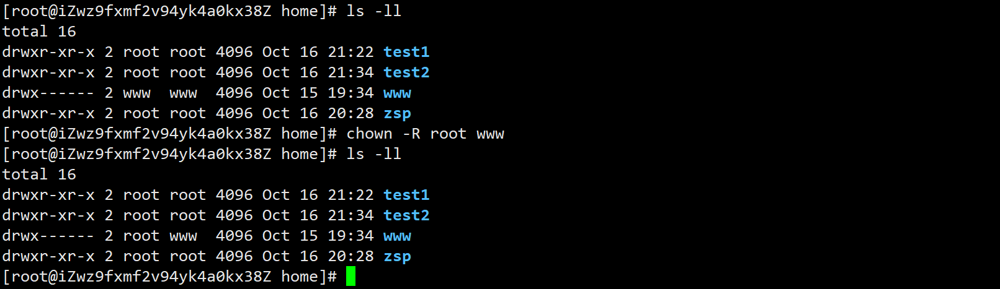 [root@iZwz9fxmf2v94yk4a0kx38Z home]# ls -ll
total 16
drwxr-xr-x 2 root root 4096 Oct 16 21:22 test1
drwxr-xr-x 2 root root 4096 Oct 16 21:34 test2
drwx------ 2 www  www  4096 Oct 15 19:34 www
drwxr-xr-x 2 root root 4096 Oct 16 20:28 zsp
[root@iZwz9fxmf2v94yk4a0kx38Z home]# chown -R root www
[root@iZwz9fxmf2v94yk4a0kx38Z home]# ls -ll
total 16
drwxr-xr-x 2 root root 4096 Oct 16 21:22 test1
drwxr-xr-x 2 root root 4096 Oct 16 21:34 test2
drwx------ 2 root www  4096 Oct 15 19:34 www
drwxr-xr-x 2 root root 4096 Oct 16 20:28 zsp
[root@iZwz9fxmf2v94yk4a0kx38Z home]#